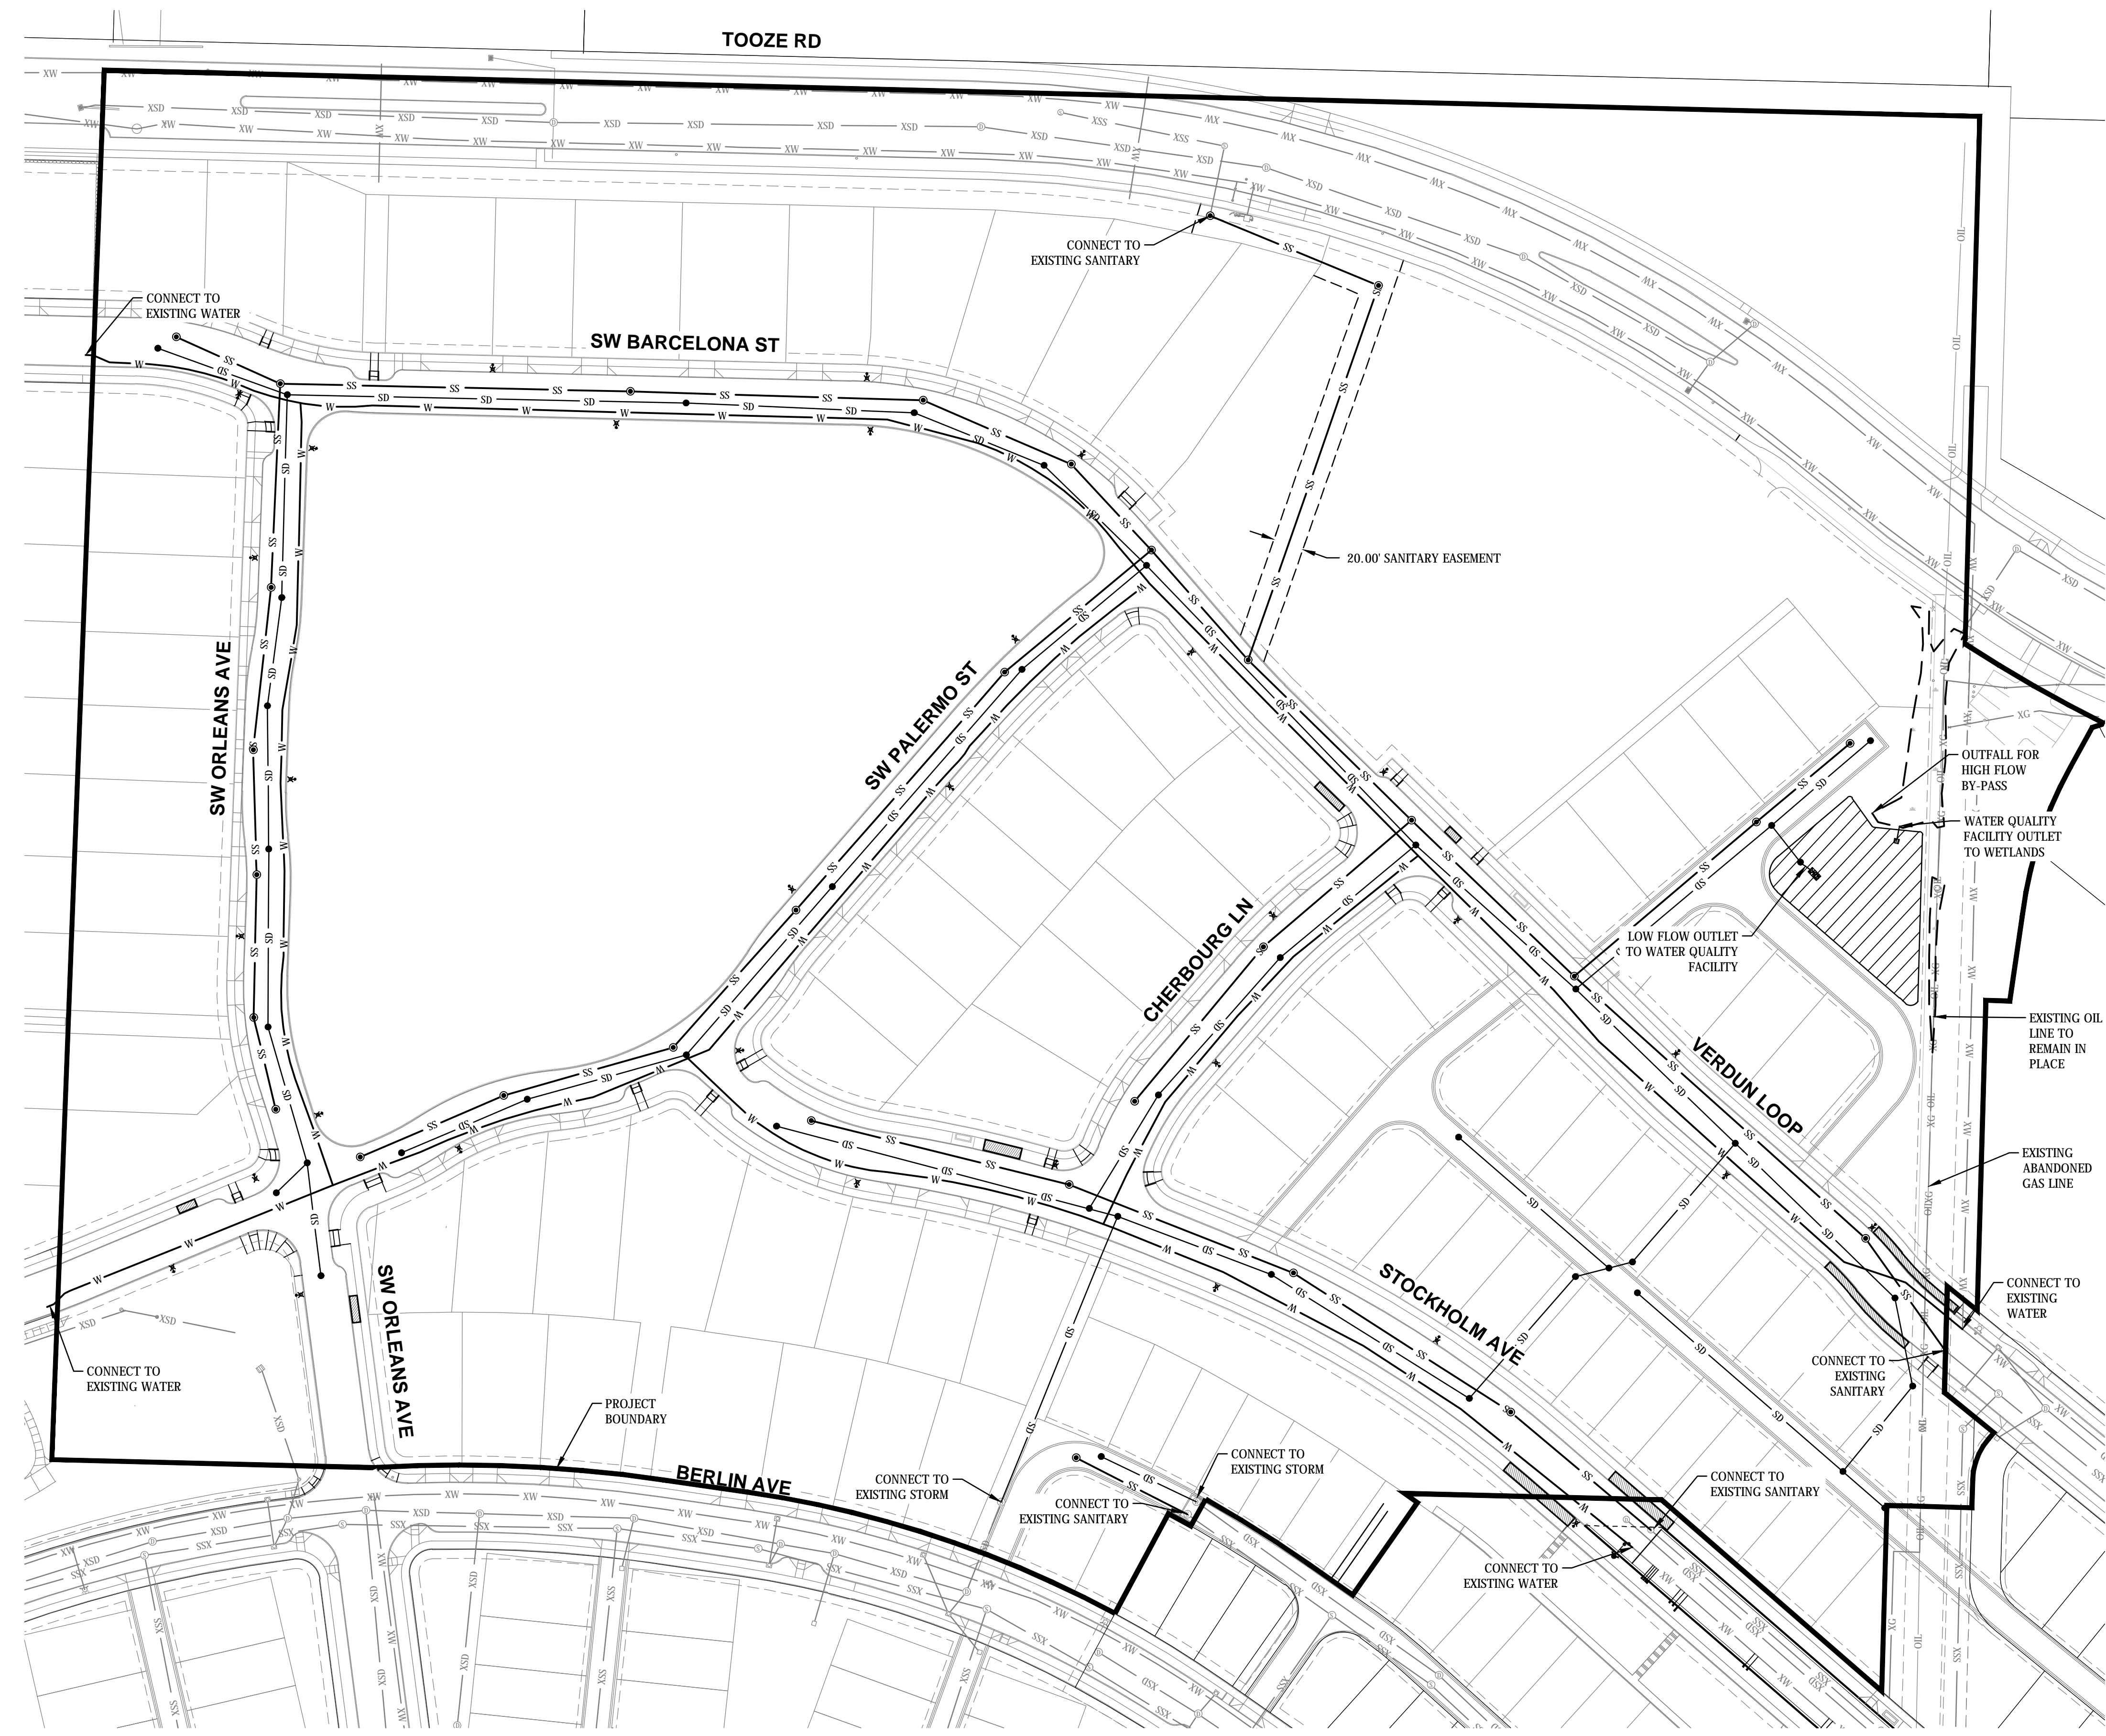 TOOZE RD
CONNECT TO
EXISTING SANITARY
CONNECT TO
EXISTING WATER
SW BARCELONA ST
20.00' SANITARY EASEMENT
SW ORLEANS AVE
SW PALERMO ST
OUTFALL FOR
HIGH FLOW
BY-PASS
WATER QUALITY
FACILITY OUTLET
TO WETLANDS
CHERBOURG LN
LOW FLOW OUTLET
TO WATER QUALITY
FACILITY
EXISTING OIL
LINE TO
REMAIN IN
PLACE
VERDUN LOOP
EXISTING
ABANDONED
GAS LINE
SW ORLEANS AVE
STOCKHOLM AVE
CONNECT TO
EXISTING
WATER
CONNECT TO
EXISTING
SANITARY
CONNECT TO
EXISTING WATER
PROJECT
BOUNDARY
BERLIN AVE
CONNECT TO
EXISTING STORM
CONNECT TO
EXISTING STORM
CONNECT TO
EXISTING SANITARY
CONNECT TO
EXISTING SANITARY
CONNECT TO
EXISTING WATER